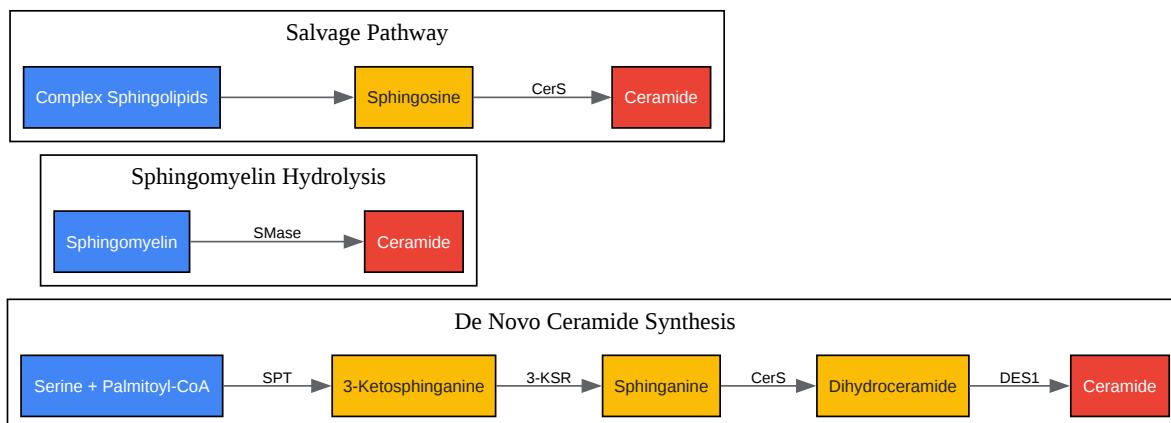 Salvage Pathway
Complex Sphingolipids
Sphingosine
CerS
Ceramide
Sphingomyelin Hydrolysis
Sphingomyelin
SMase
Ceramide
De Novo Ceramide Synthesis
Serine + Palmitoyl-CoA
SPT
3-Ketosphinganine
3-KSR
Sphinganine
CerS
Dihydroceramide
DES1
Ceramide